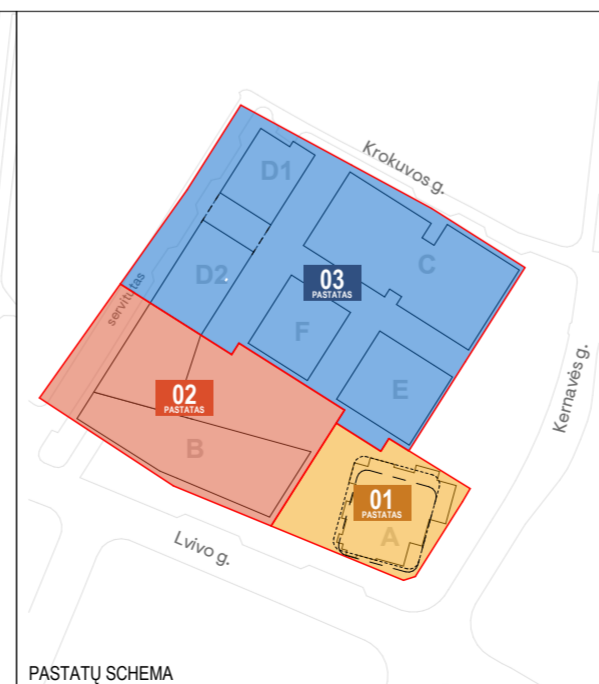 Krokuvos g.
D1
C
D2
03
PASTATAS
servitutas
F
E
Kernavės g.
02
PASTATAS
B
01
PASTATAS
A
Lvivo g.
PASTATŲ SCHEMA